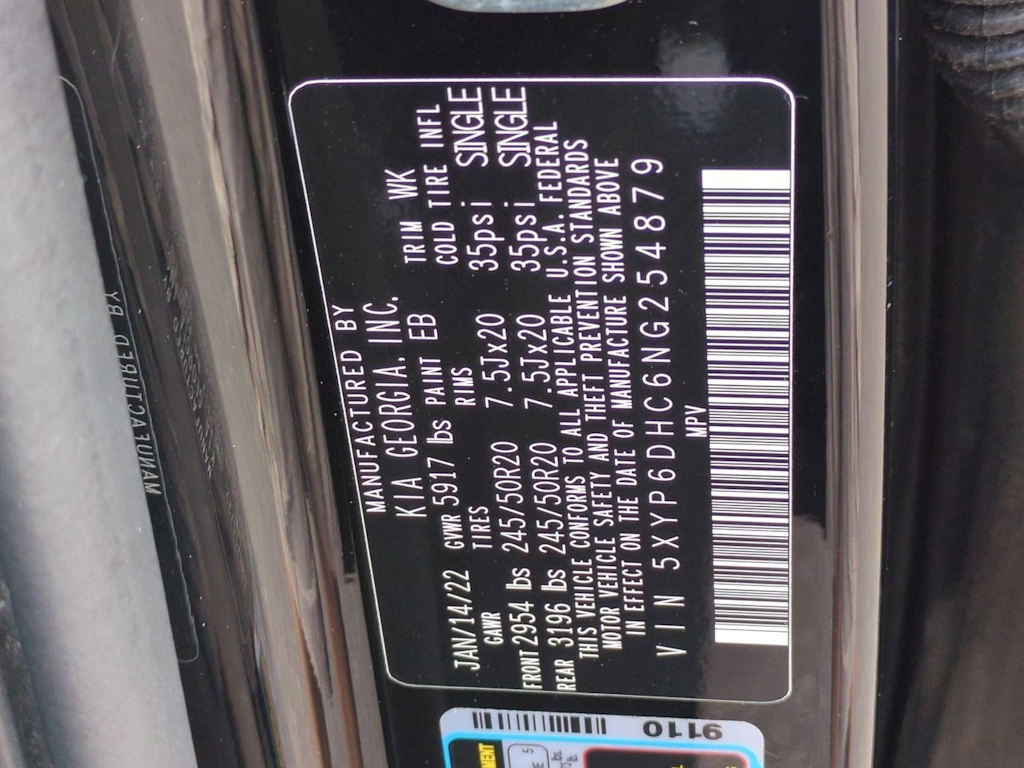 MANUFACTURED BY
KIA GEORGIA, INC.
JAN/14/22 GVWR 5917 lbs PAINT EB TRIM WK
GAWR TIRES RIMS COLD TIRE INFL
FRONT 2954 lbs 245/50R20 7.5Jx20 35psi SINGLE
REAR 3196 lbs 245/50R20 7.5Jx20 35psi SINGLE
THIS VEHICLE CONFORMS TO ALL APPLICABLE U.S.A. FEDERAL
MOTOR VEHICLE SAFETY AND THEFT PREVENTION STANDARDS
IN EFFECT ON THE DATE OF MANUFACTURE SHOWN ABOVE
VIN 5XYP6DHC6NG254879
MPV
9110
MANUFACTURED BY